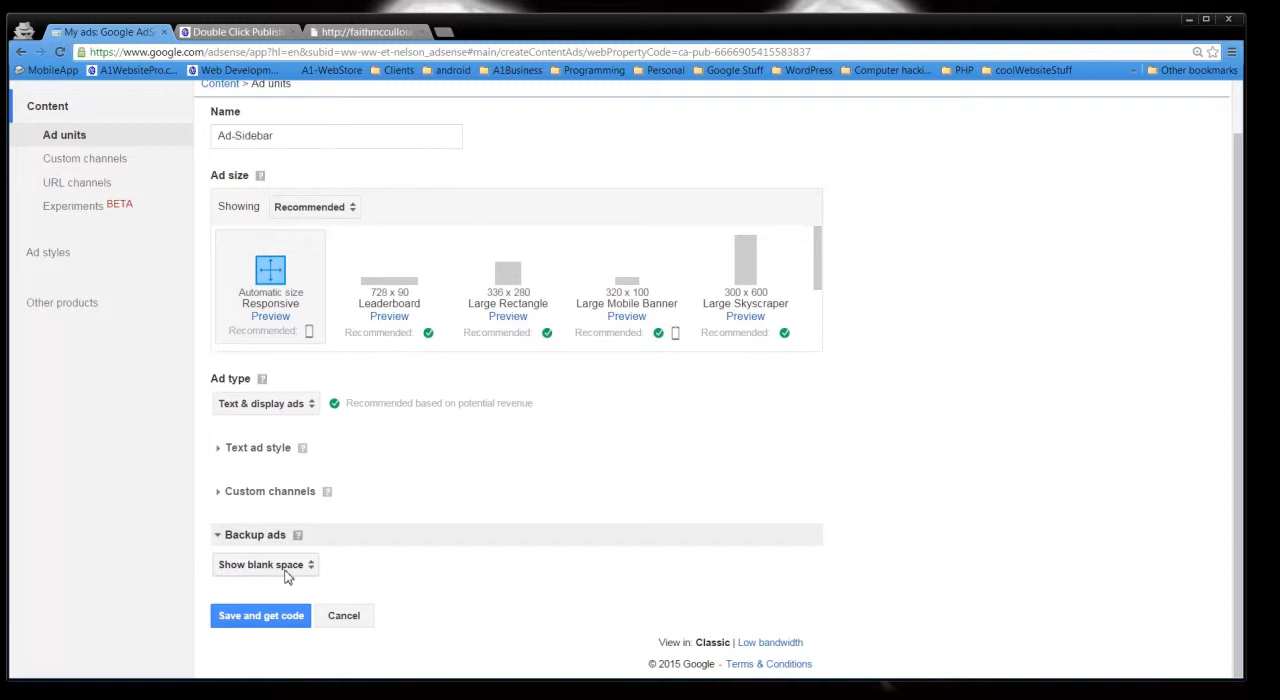 My ads: Google AdS
Double Click Publish
http://faithmccullou
https://www.google.com/adsense/app?hl=en&subid=ww-ww-et-nelson_adsense#main/createContentAds/webPropertyCode=ca-pub-6666905415583837
MobileApp A1WebsitePro.c... Web Developm... A1-WebStore Clients android A1Business Programming Personal Google Stuff WordPress Computer hacki... PHP coolWebsiteStuff Other bookmarks
Content > Ad units
Content
Ad units
Custom channels
URL channels
Experiments BETA
Ad styles
Other products
Name
Ad-Sidebar
Ad size ?
Showing Recommended
Automatic size
Responsive
Preview
Recommended:
728 x 90
Leaderboard
Preview
Recommended:
336 x 280
Large Rectangle
Preview
Recommended:
320 x 100
Large Mobile Banner
Preview
Recommended:
300 x 600
Large Skyscraper
Preview
Recommended:
Ad type ?
Text & display ads Recommended based on potential revenue
Text ad style ?
Custom channels ?
Backup ads ?
Show blank space
Save and get code Cancel
View in: Classic | Low bandwidth
© 2015 Google - Terms & Conditions